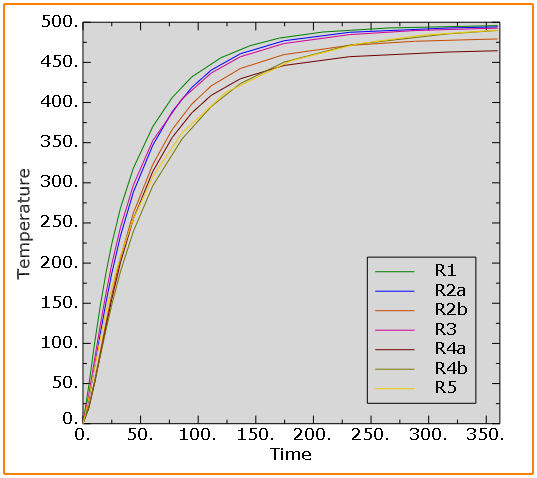 500.
450.
400.
350.
300.
250.
200.
150.
100.
50.
0.
Temperature
R1
R2a
R2b
R3
R4a
R4b
R5
0. 50. 100. 150. 200. 250. 300. 350.
Time